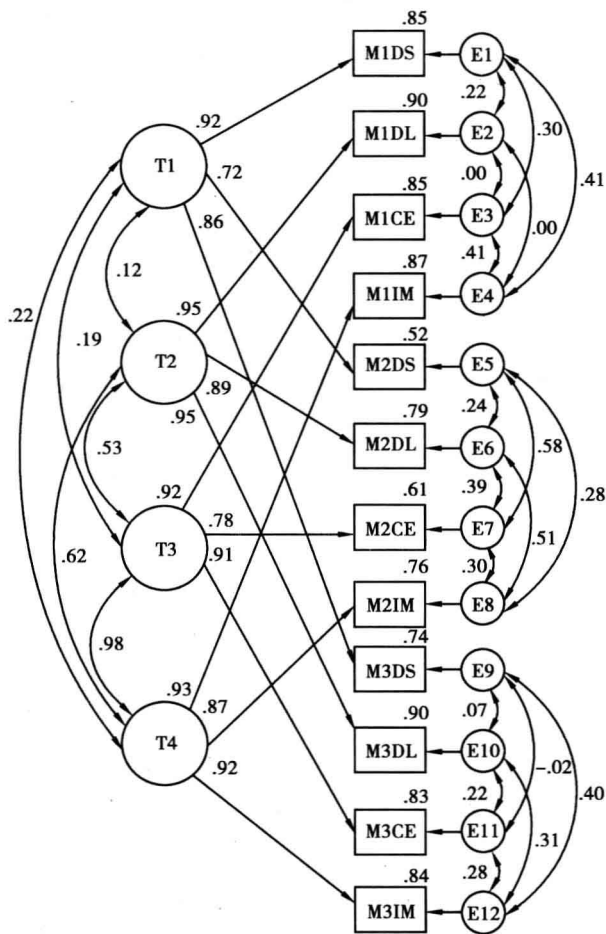 .85
M1DS
E1
.22
.92
.90
M1DL
E2
.30
T1
.72
.00
.41
.85
.86
M1CE
E3
.41
.00
.12
.87
M1IM
E4
.22
.95
.19
.52
T2
M2DS
E5
.89
.24
.95
.79
.58
M2DL
E6
.53
.39
.28
.92
.61
.78
T3
M2CE
E7
.51
.91
.62
.30
.76
M2IM
E8
.98
.74
.93
M3DS
E9
.87
.07
T4
.90
.92
M3DL
E10
-.02
.22
.40
.83
M3CE
E11
.31
.28
.84
M3IM
E12